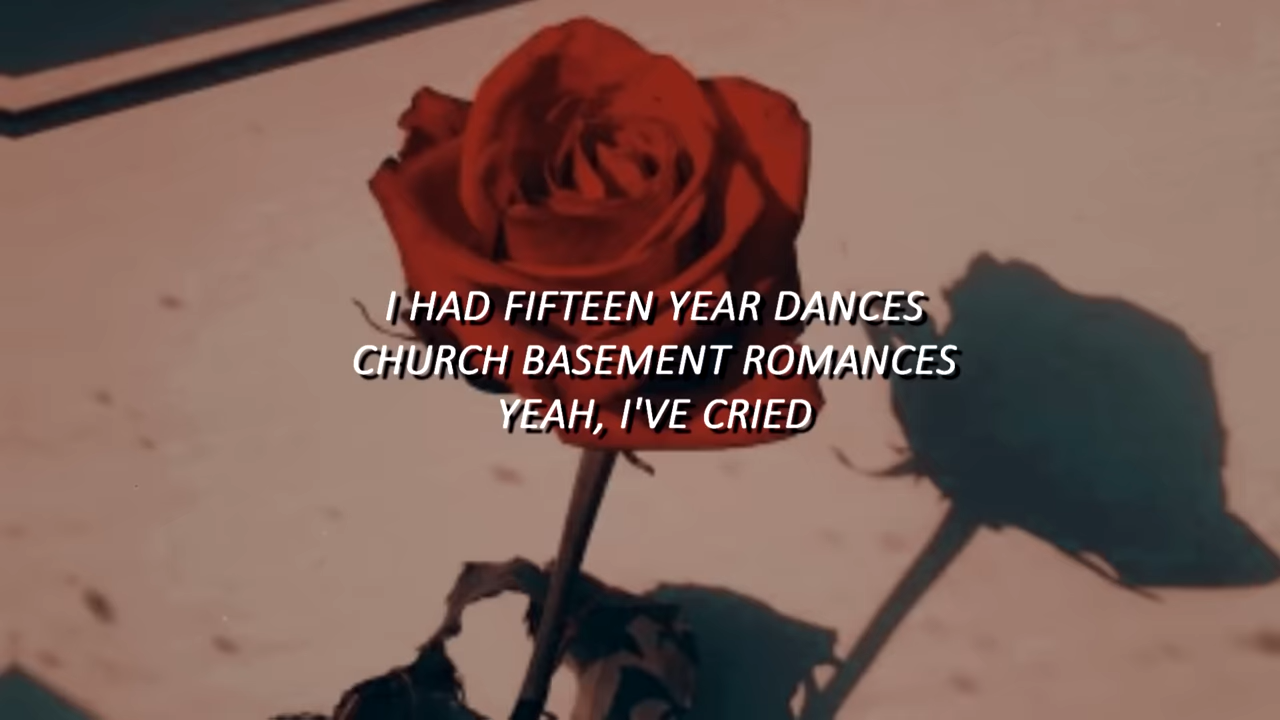 I HAD FIFTEEN YEAR DANCES
CHURCH BASEMENT ROMANCES
YEAH, I'VE CRIED